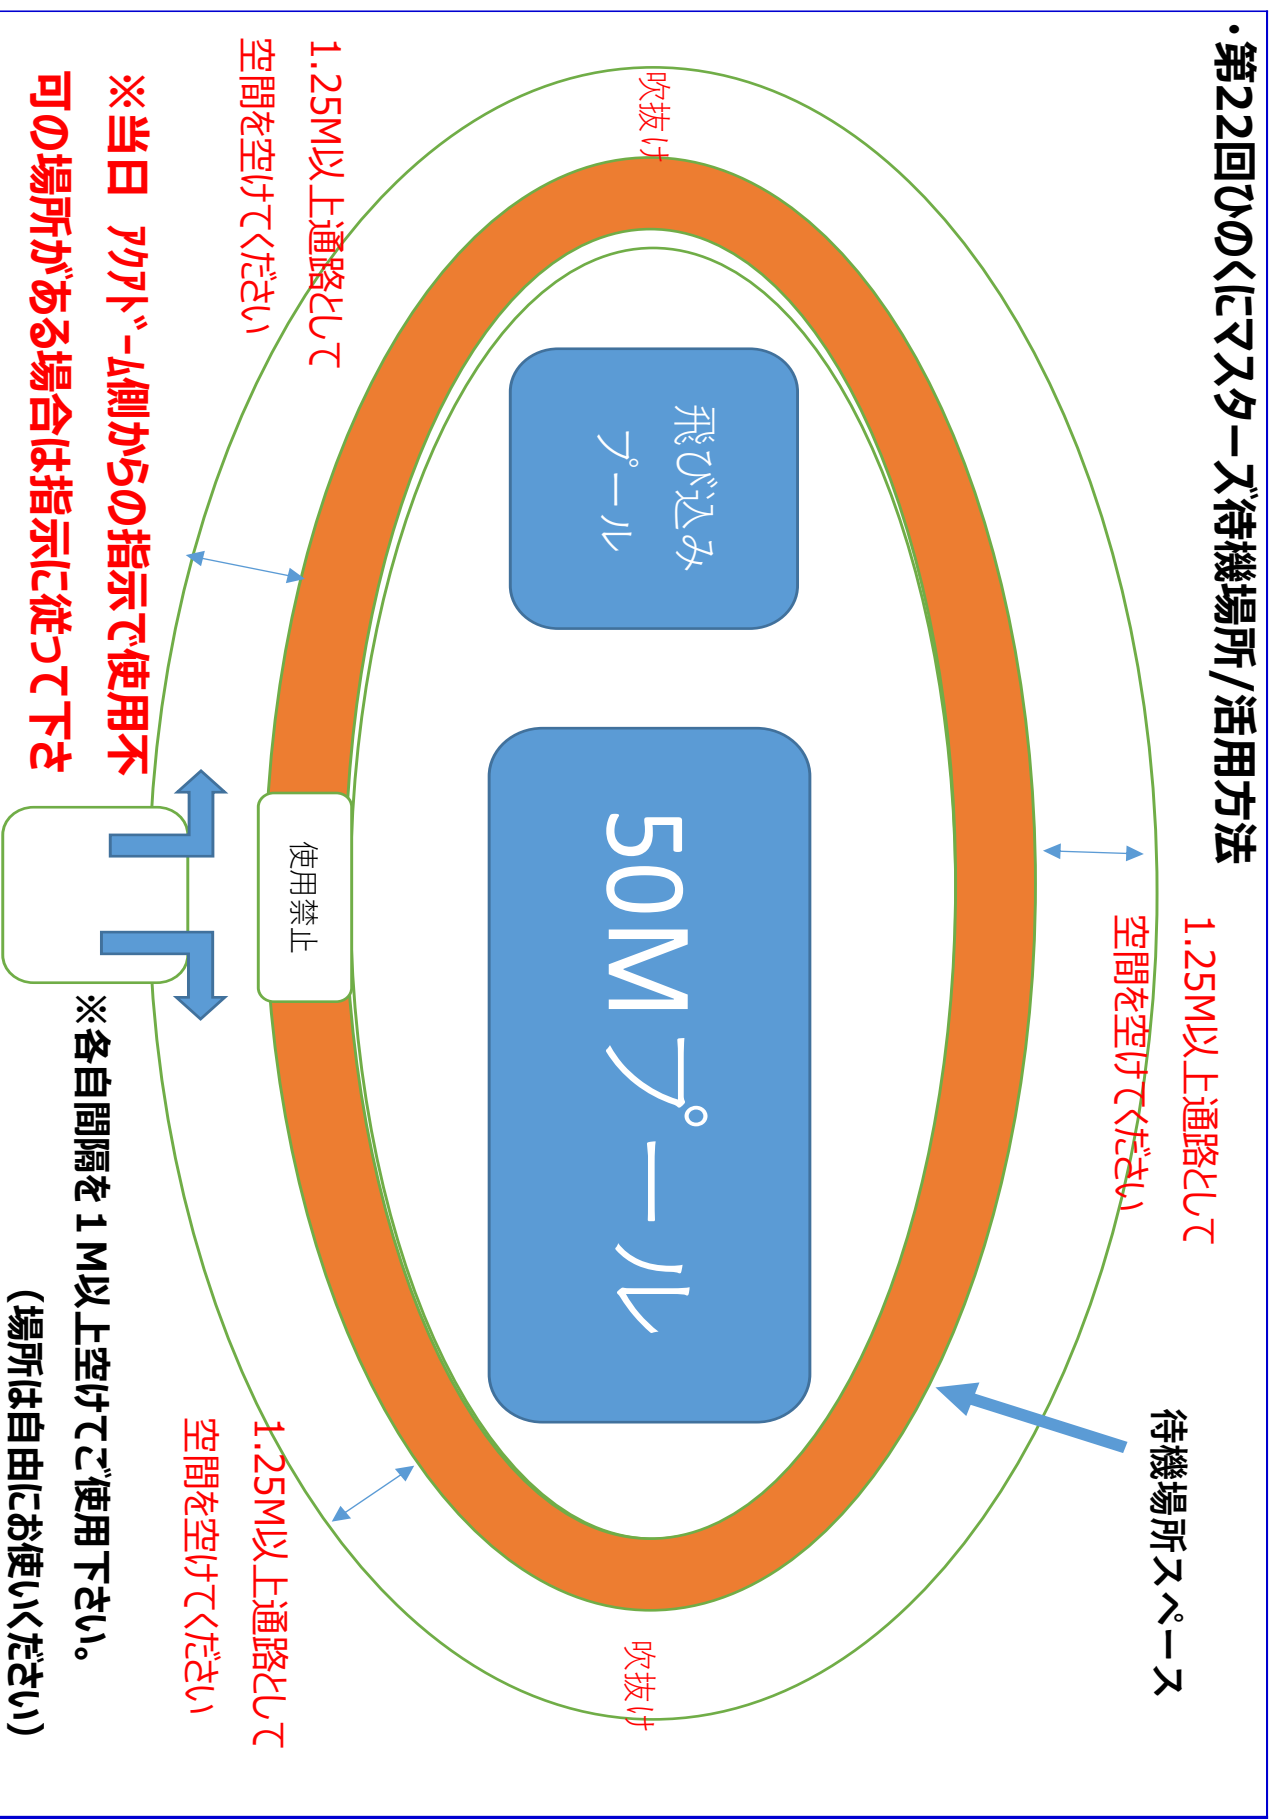 ・第22回ひのくにマスターズ待機場所/活用方法
1.25M以上通路として
空間を空けてください
待機場所スペース
吹抜け
飛び込み
プール
50Mプール
吹抜け
1.25M以上通路として
空間を空けてください
使用禁止
1.25M以上通路として
空間を空けてください
※当日 ｱｸｱﾄﾞｰﾑ側からの指示で使用不
可の場所がある場合は指示に従って下さ
※各自間隔を１M以上空けてご使用下さい。
（場所は自由にお使いください）